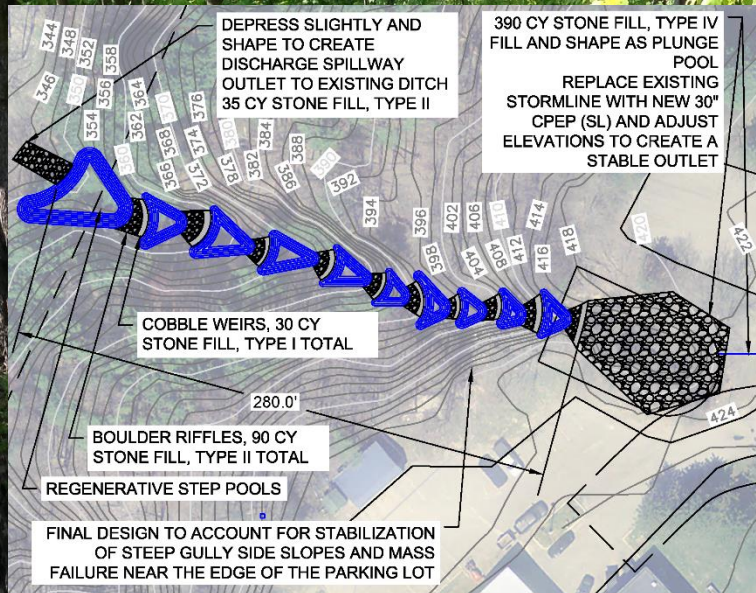 DEPRESS SLIGHTLY AND
SHAPE TO CREATE
DISCHARGE SPILLWAY
OUTLET TO EXISTING DITCH
35 CY STONE FILL, TYPE II
390 CY STONE FILL, TYPE IV
FILL AND SHAPE AS PLUNGE
POOL
REPLACE EXISTING
STORMLINE WITH NEW 30"
CPEP (SL) AND ADJUST
ELEVATIONS TO CREATE A
STABLE OUTLET
344
346
348
350
352
354
356
358
360
362
364
366
368
370
372
374
376
378
380
382
384
386
388
390
392
394
396
398
402
404
406
408
410
412
414
416
418
420
422
424
COBBLE WEIRS, 30 CY
STONE FILL, TYPE I TOTAL
280.0'
BOULDER RIFFLES, 90 CY
STONE FILL, TYPE II TOTAL
REGENERATIVE STEP POOLS
FINAL DESIGN TO ACCOUNT FOR STABILIZATION
OF STEEP GULLY SIDE SLOPES AND MASS
FAILURE NEAR THE EDGE OF THE PARKING LOT